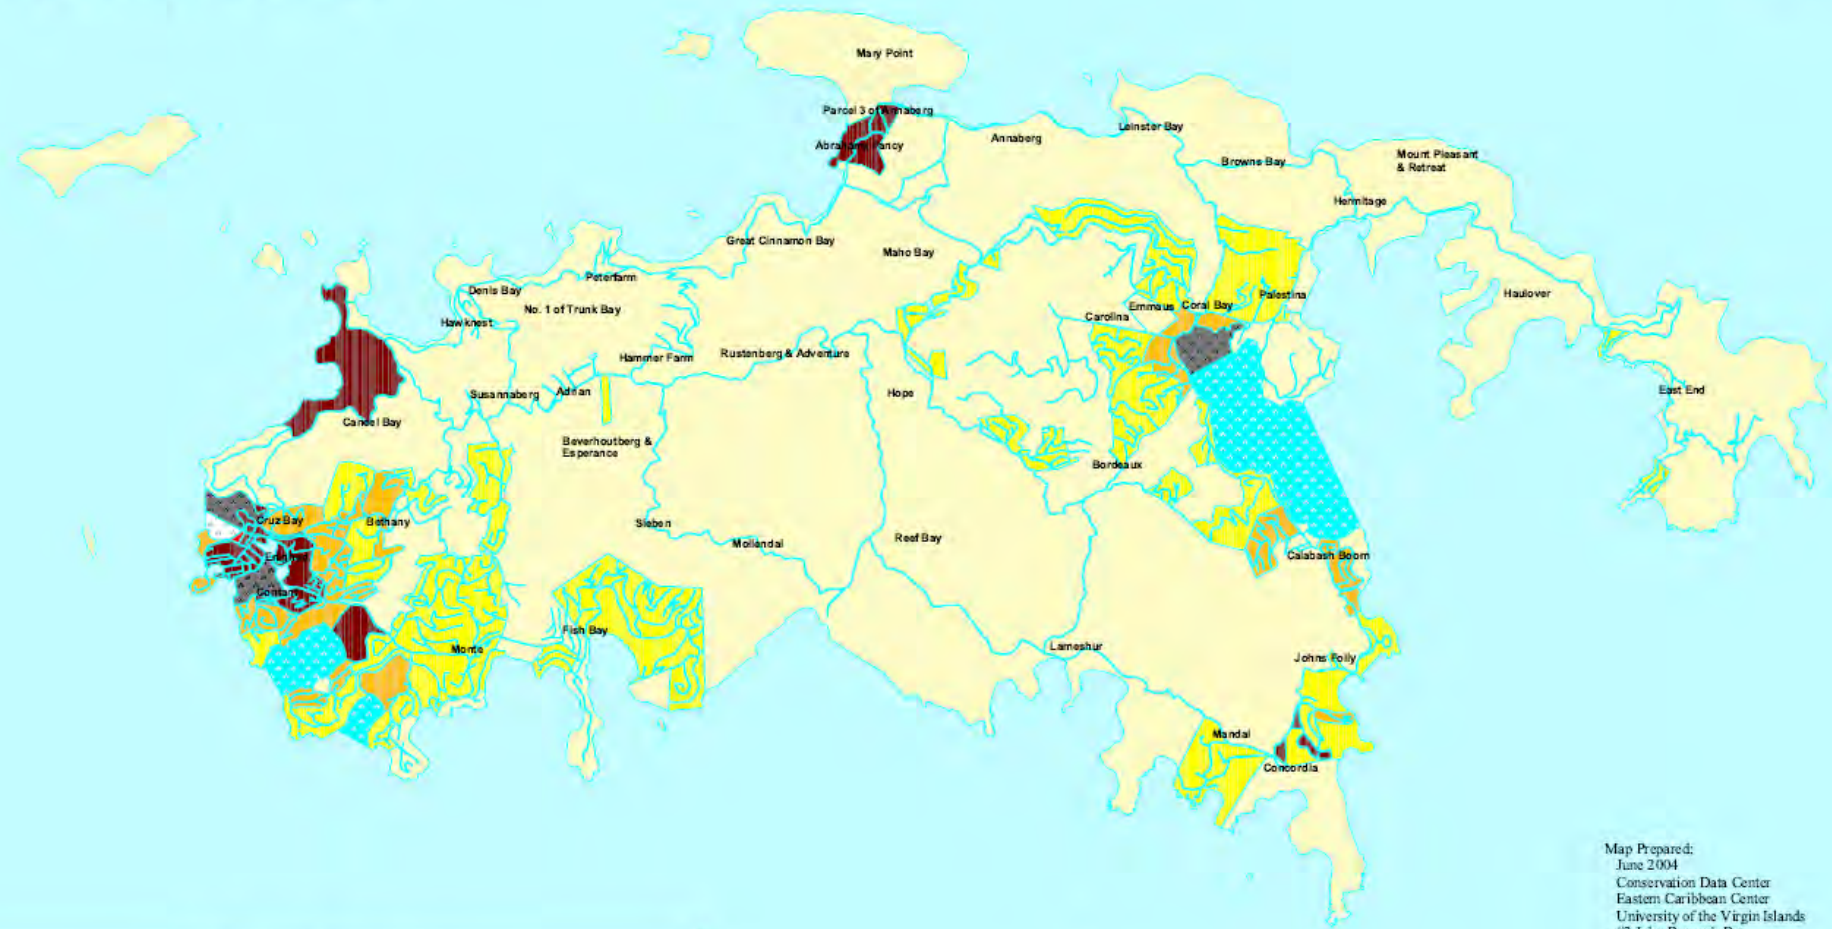 Mary Point
Parcel 3 of Annaberg
Leinster Bay
Annaberg
Browns Bay
Mount Pleasant
& Retreat
Hermitage
Great Cinnamon Bay
Maho Bay
Peterfarm
Denis Bay
No. 1 of Trunk Bay
Hawknest
Haulover
Palestina
Coral Bay
Emmaus
Carolina
Hammer Farm
Rustenberg & Adventure
Susannaberg
Adrian
Hope
East End
Caneel Bay
Beverhoutberg &
Esperance
Bordeaux
Cruz Bay
Bethany
Sieben
Mollendal
Reef Bay
Calabash Boom
Contant
Fish Bay
Monte
Lameshur
Johns Folly
Mandal
Concordia
Map Prepared:
June 2004
Conservation Data Center
Eastern Caribbean Center
University of the Virgin Islands